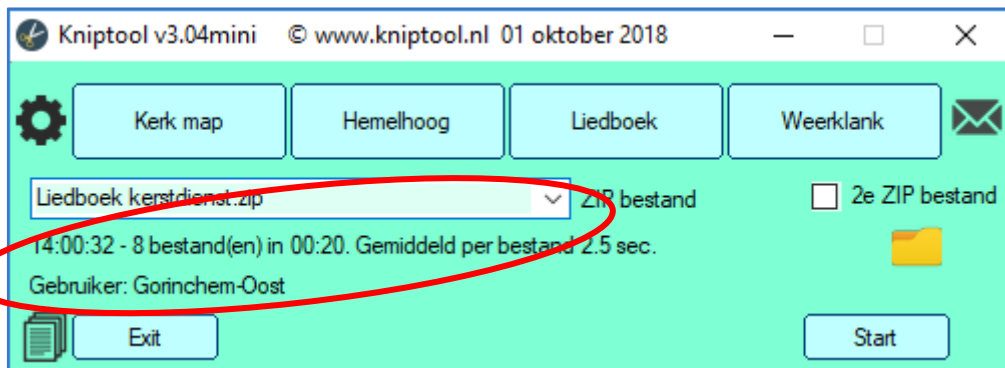 Kniptool v3.04mini © www.kniptool.nl 01 oktober 2018
Kerk map Hemelhoog Liedboek Weerklank
Liedboek kerstdienst.zip ZIP bestand 2e ZIP bestand
14:00:32 - 8 bestand(en) in 00:20. Gemiddeld per bestand 2.5 sec.
Gebruiker: Gorinchem-Oost
Exit Start